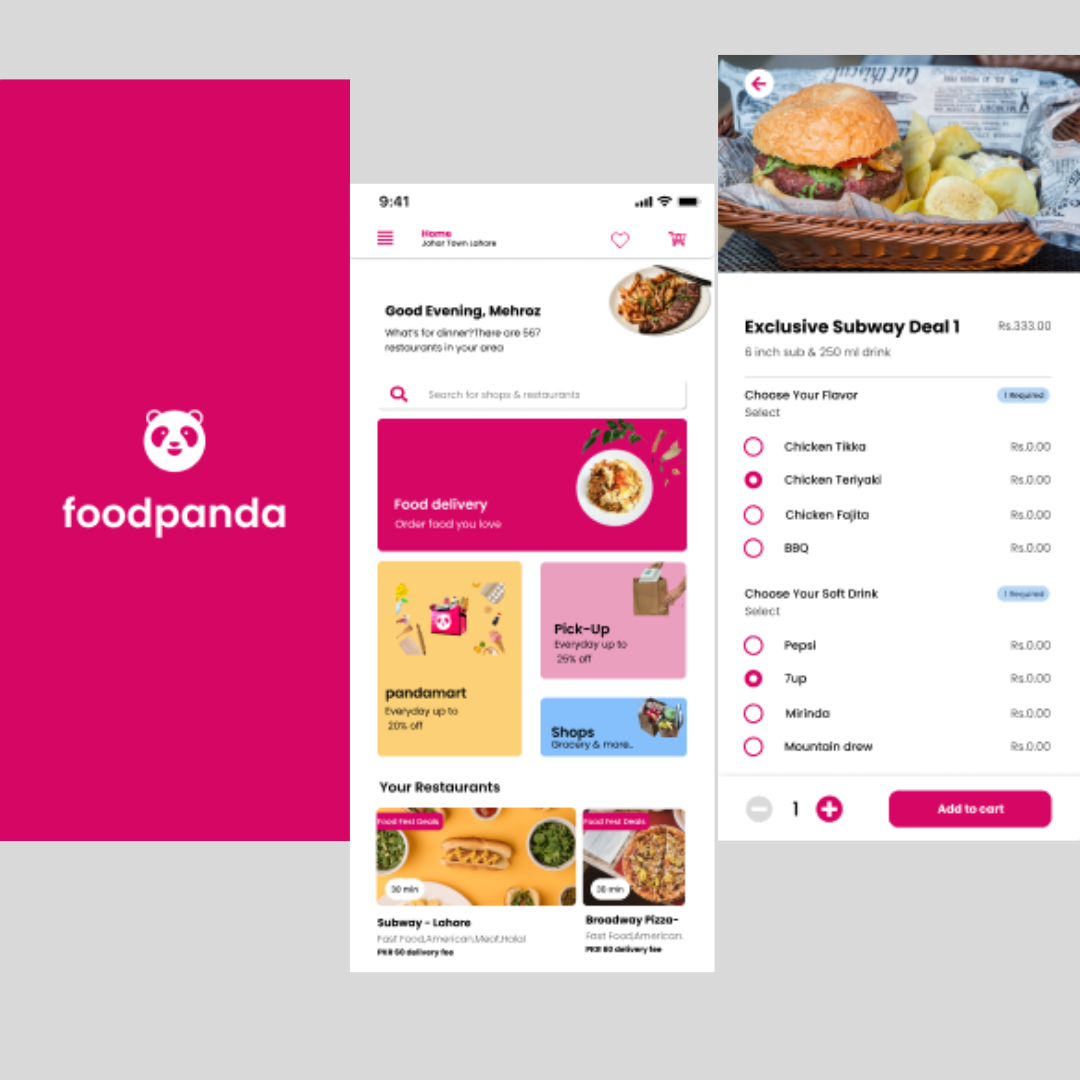 foodpanda
9:41
Home
Johar Town Lahore
Good Evening, Mehroz
What's for dinner?There are 567
restaurants in your area
Search for shops & restaurants
Food delivery
Order food you love
pandamart
Everyday up to
20% off
Pick-Up
Everyday up to
25% off
Shops
Grocery & more..
Your Restaurants
Food Fest Deals
30 min
Subway - Lahore
Fast Food,American,Meat,Halal
PKR 60 delivery fee
Food Fest Deals
30 min
Broadway Pizza-
Fast Food,American
PKR 60 delivery fee
Exclusive Subway Deal 1 Rs.333.00
6 inch sub & 250 ml drink
Choose Your Flavor 1 Required
Select
Chicken Tikka Rs.0.00
Chicken Teriyaki Rs.0.00
Chicken Fajita Rs.0.00
BBQ Rs.0.00
Choose Your Soft Drink 1 Required
Select
Pepsi Rs.0.00
7up Rs.0.00
Mirinda Rs.0.00
Mountain drew Rs.0.00
1 Add to cart